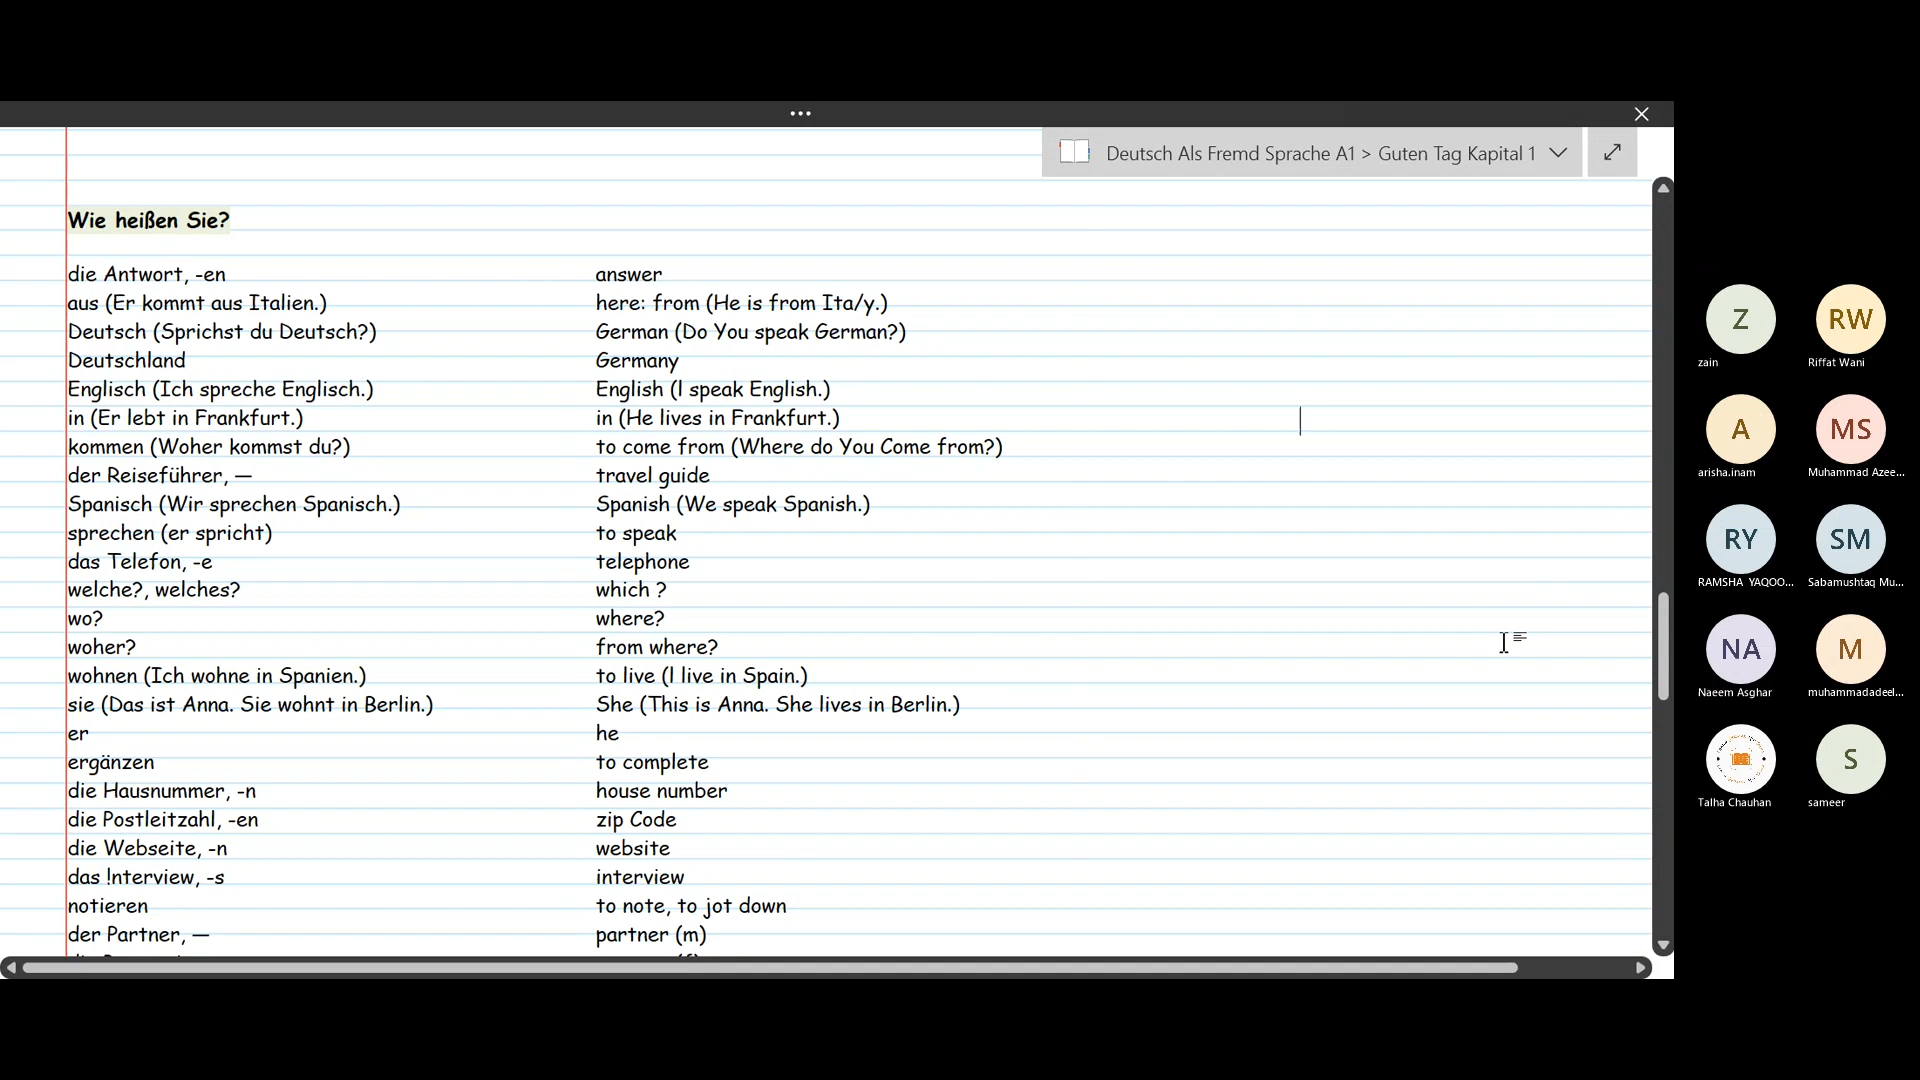 Deutsch Als Fremd Sprache A1 > Guten Tag Kapital 1
Wie heißen Sie?
die Antwort, -en answer
aus (Er kommt aus Italien.) here: from (He is from Ita/y.)
Deutsch (Sprichst du Deutsch?) German (Do You speak German?)
Deutschland Germany
Englisch (Ich spreche Englisch.) English (l speak English.)
in (Er lebt in Frankfurt.) in (He lives in Frankfurt.)
kommen (Woher kommst du?) to come from (Where do You Come from?)
der Reiseführer, — travel guide
Spanisch (Wir sprechen Spanisch.) Spanish (We speak Spanish.)
sprechen (er spricht) to speak
das Telefon, -e telephone
welche?, welches? which ?
wo? where?
woher? from where?
wohnen (Ich wohne in Spanien.) to live (l live in Spain.)
sie (Das ist Anna. Sie wohnt in Berlin.) She (This is Anna. She lives in Berlin.)
er he
ergänzen to complete
die Hausnummer, -n house number
die Postleitzahl, -en zip Code
die Webseite, -n website
das !nterview, -s interview
notieren to note, to jot down
der Partner, — partner (m)
Z RW
zain Riffat Wani
A MS
arisha.inam Muhammad Azee...
RY SM
RAMSHA YAQOO... Sabamushtaq Mu...
NA M
Naeem Asghar muhammadadeel...
S
Talha Chauhan sameer